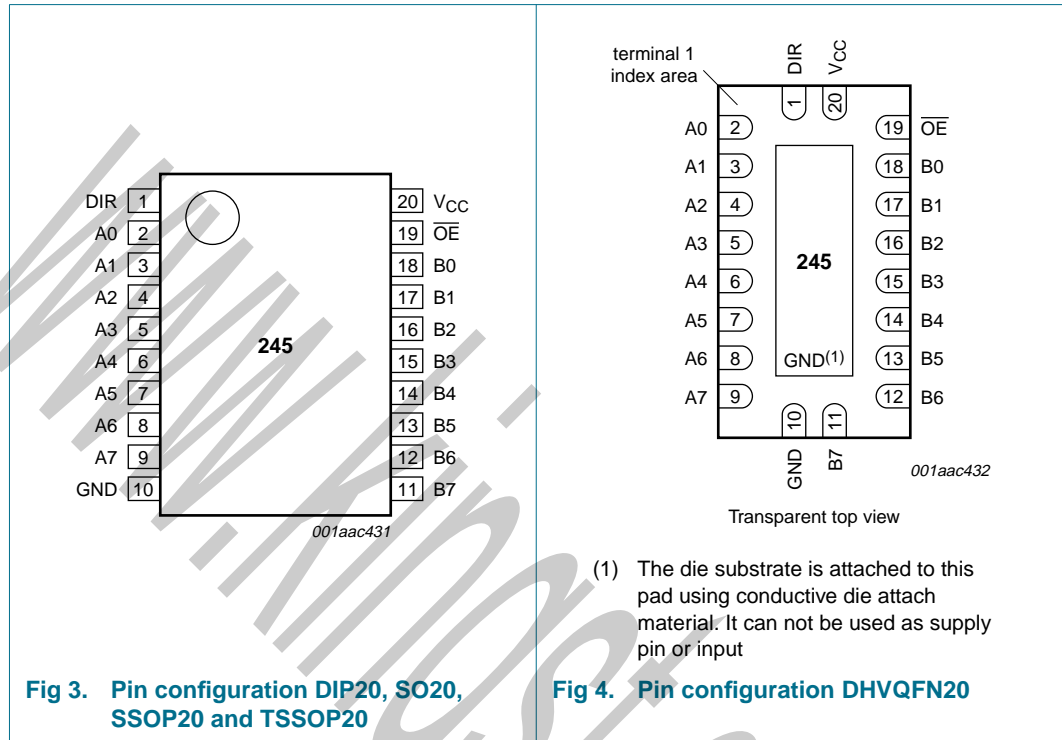 DIR 1
A0 2
A1 3
A2 4
A3 5
A4 6
A5 7
A6 8
A7 9
GND 10
245
20 VCC
19 OE
18 B0
17 B1
16 B2
15 B3
14 B4
13 B5
12 B6
11 B7
001aac431
Fig 3. Pin configuration DIP20, SO20,
SSOP20 and TSSOP20
terminal 1
index area
DIR
VCC
1
20
A0 2
A1 3
A2 4
A3 5
A4 6
A5 7
A6 8
A7 9
245
GND(1)
19 OE
18 B0
17 B1
16 B2
15 B3
14 B4
13 B5
12 B6
10
11
GND
B7
001aac432
Transparent top view
(1) The die substrate is attached to this
pad using conductive die attach
material. It can not be used as supply
pin or input
Fig 4. Pin configuration DHVQFN20